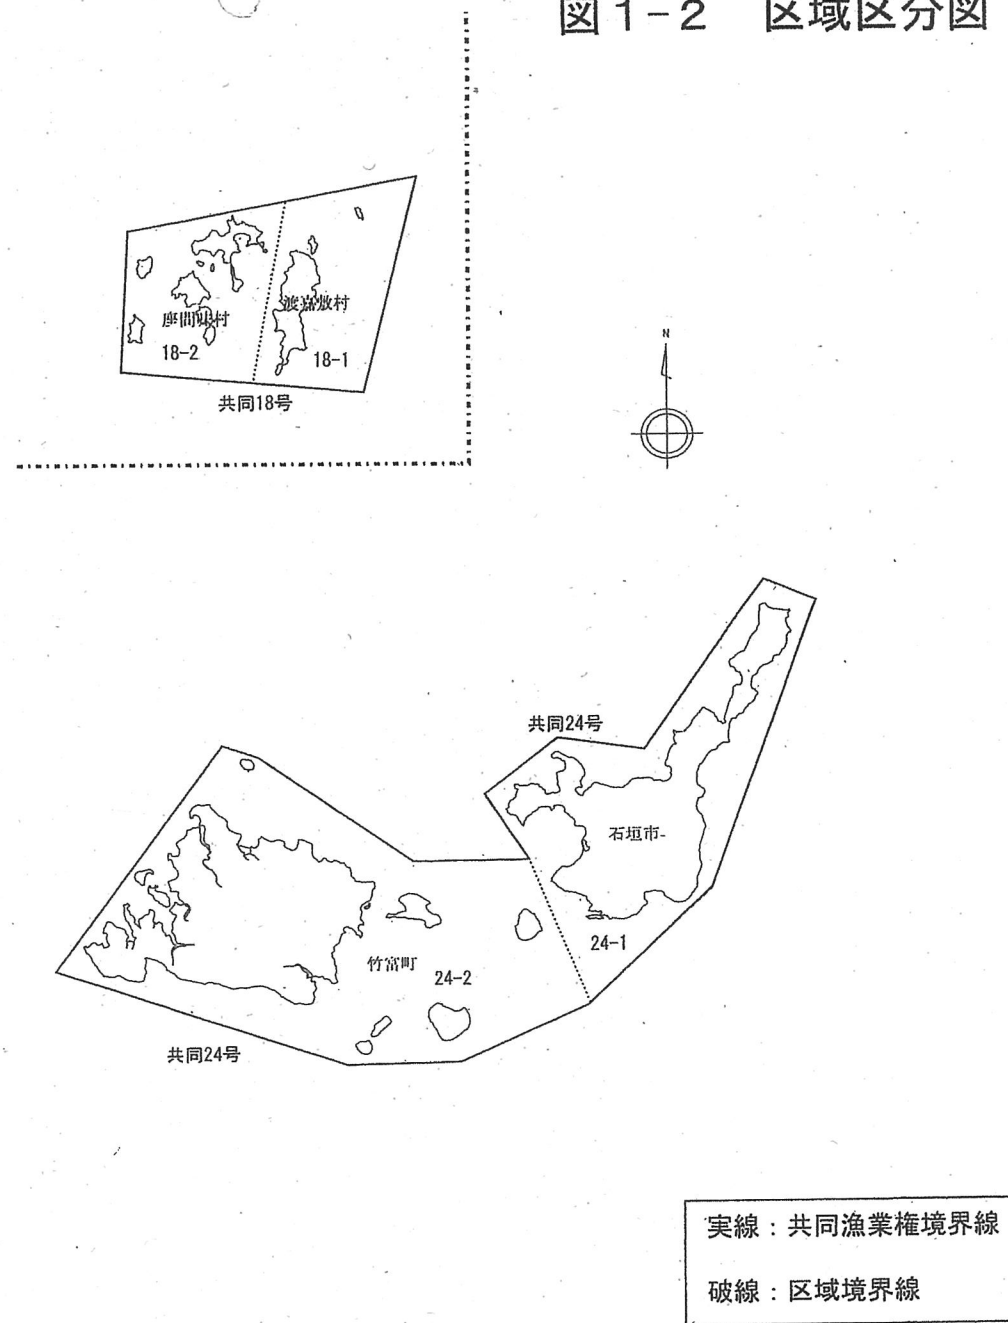 図1-2 区域区分図
渡嘉敷村
座間味村
18-2
18-1
共同18号
N
共同24号
石垣市
24-1
竹富町
24-2
共同24号
実線：共同漁業権境界線
破線：区域境界線